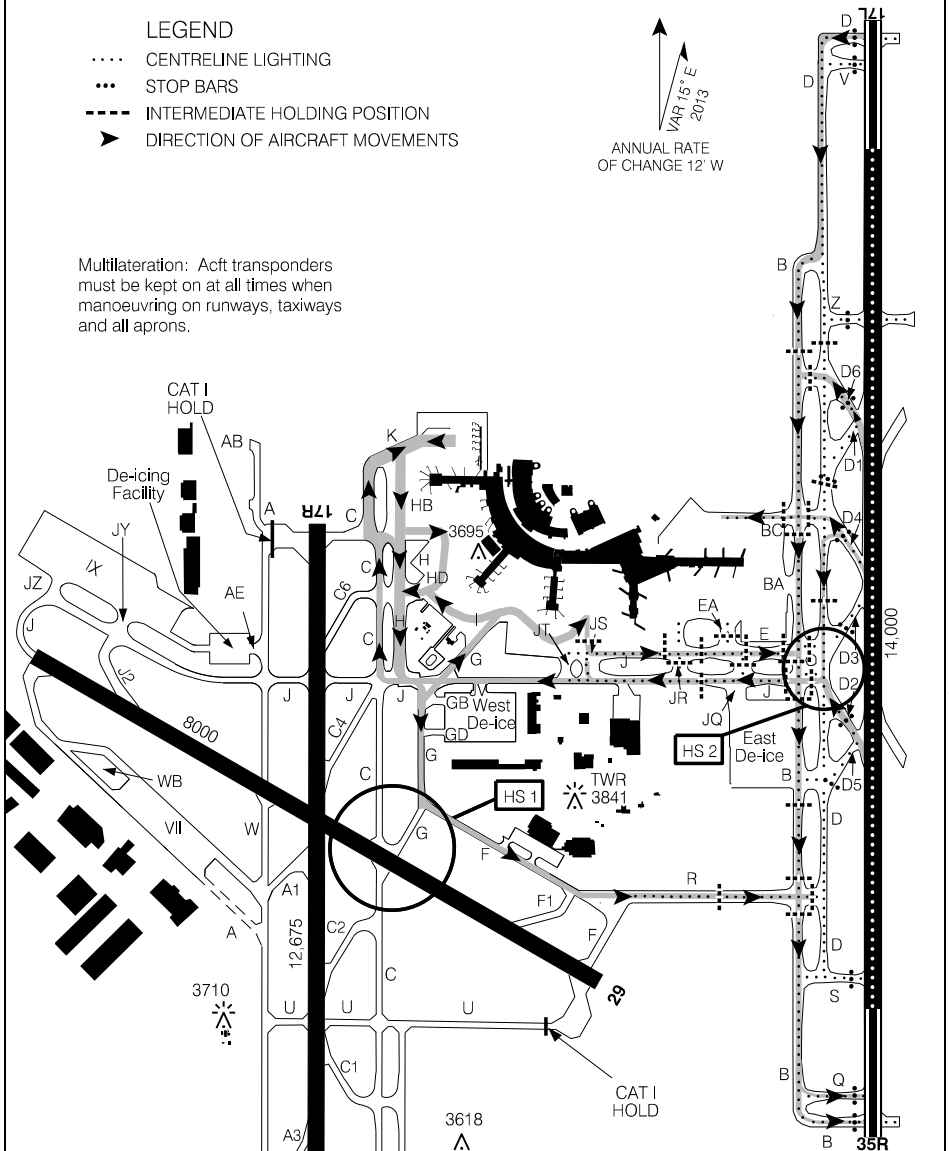 17L
LEGEND
CENTRELINE LIGHTING
STOP BARS
INTERMEDIATE HOLDING POSITION
DIRECTION OF AIRCRAFT MOVEMENTS
VAR 15° E
2013
ANNUAL RATE
OF CHANGE 12' W
D
V
D
Multilateration: Acft transponders
must be kept on at all times when
manoeuvring on runways, taxiways
and all aprons.
B
Z
CAT I
HOLD
D6
AB
K
D1
De-icing
Facility
A
17R
C
HB
3695
D4
JY
BC
IX
H
JZ
C6
C
HD
BA
AE
EA
J
H
I
JT
JS
E
14,000
C
G
J
D3
J2
J
J
J
JR
JQ
J
D2
GB
West
De-ice
GD
8000
C4
G
HS 2
East
De-ice
WB
C
HS 1
TWR
3841
B
D5
VII
W
G
D
F
A1
F1
R
A
12,675
C2
F
C
D
3710
29
S
U
U
U
C1
B
Q
CAT I
HOLD
3618
A3
B
35R